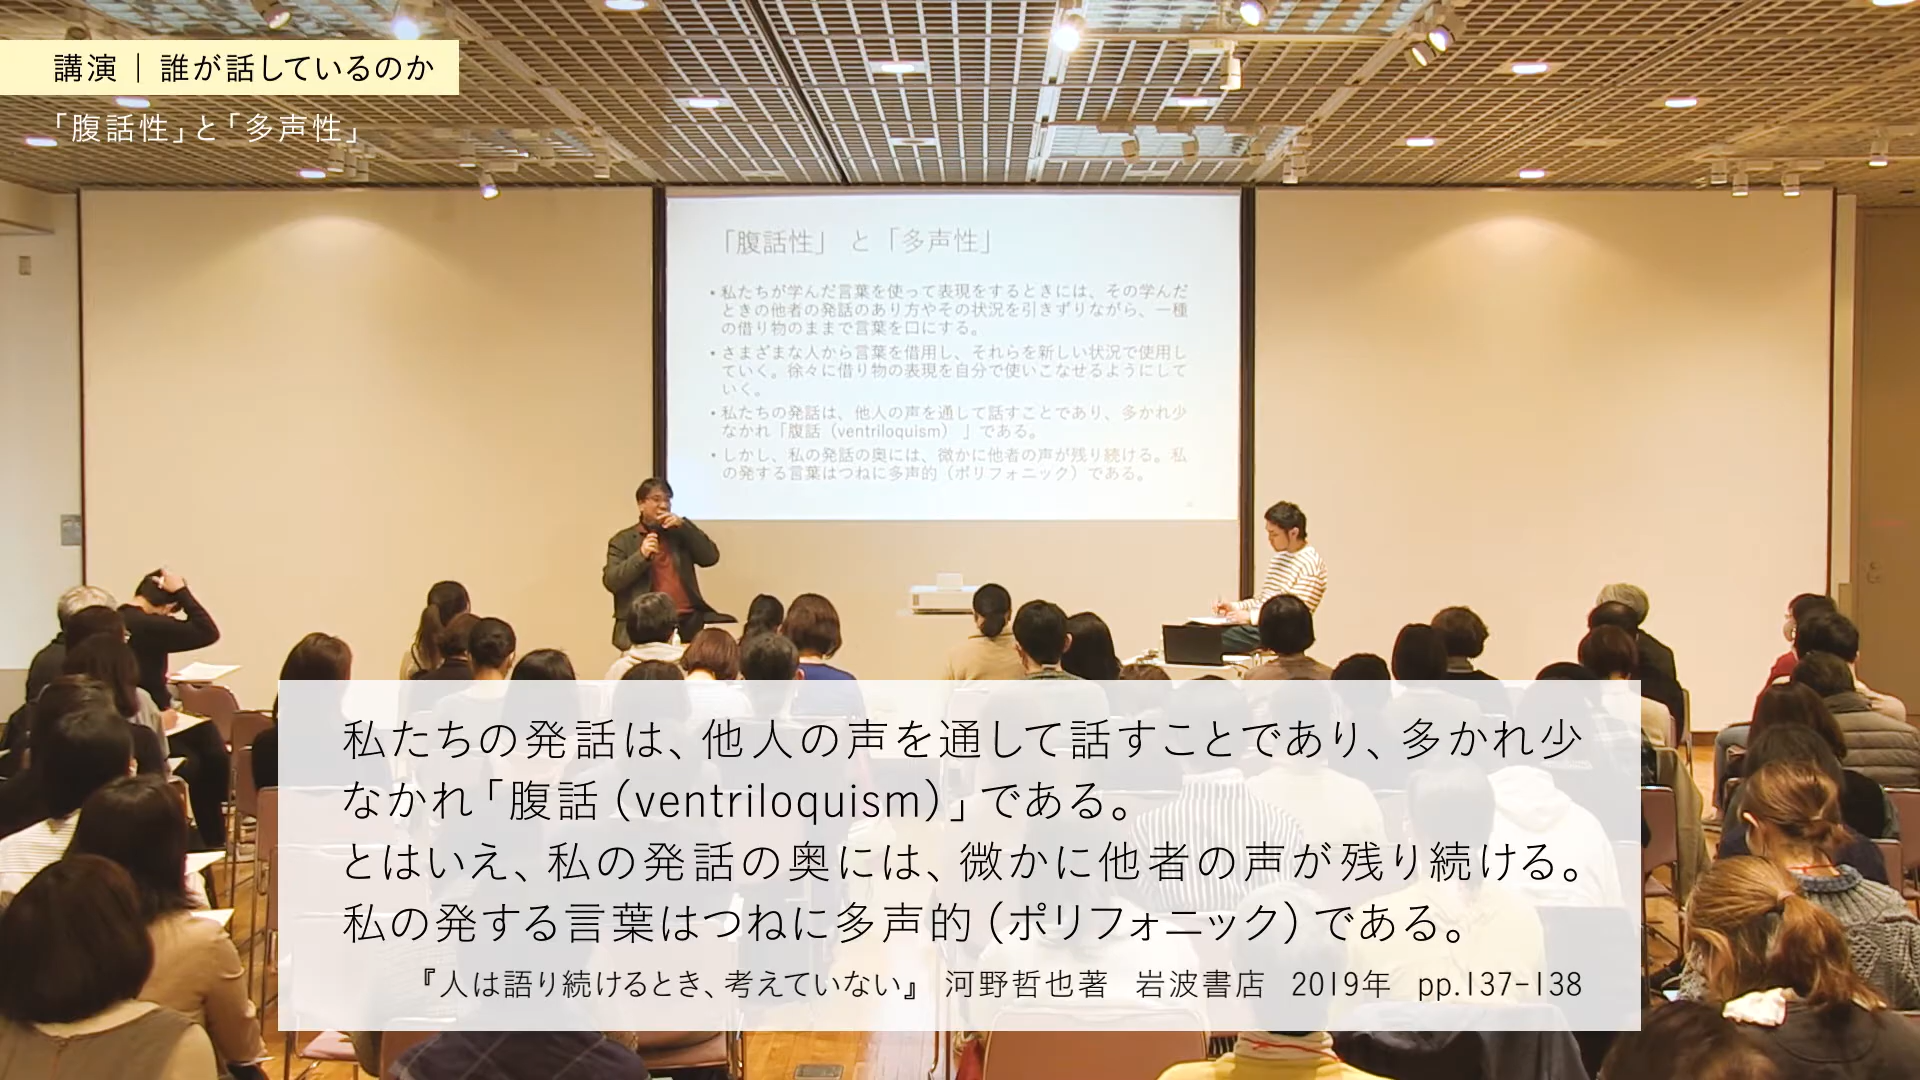 講演｜誰が話しているのか
「腹話性」と「多声性」
「腹話性」 と 「多声性」
・私たちが学んだ言葉を使って表現をするときには、その学んだ
ときの他者の発話のあり方やその状況を引きずりながら、一種
の借り物のままで言葉を口にする。
・さまざまな人から言葉を借用し、それらを新しい状況で使用し
ていく。徐々に借り物の表現を自分で使いこなせるようにして
いく。
・私たちの発話は、他人の声を通して話すことであり、多かれ少
なかれ「腹話（ventriloquism）」である。
・しかし、私の発話の奥には、微かに他者の声が残り続ける。私
の発する言葉はつねに多声的（ポリフォニック）である。
私たちの発話は、他人の声を通して話すことであり、多かれ少
なかれ「腹話（ventriloquism）」である。
とはいえ、私の発話の奥には、微かに他者の声が残り続ける。
私の発する言葉はつねに多声的（ポリフォニック）である。
『人は語り続けるとき、考えていない』 河野哲也著 岩波書店 2019年 pp.137-138